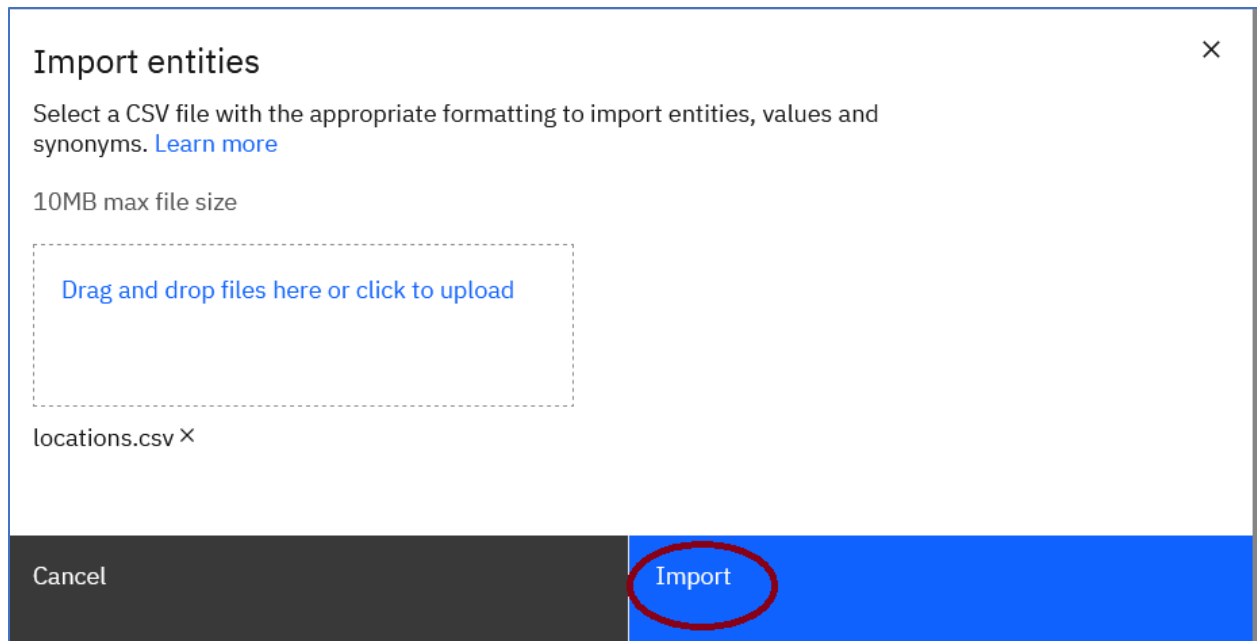 Import entities
Select a CSV file with the appropriate formatting to import entities, values and
synonyms. Learn more
10MB max file size
Drag and drop files here or click to upload
locations.csv
Cancel
Import